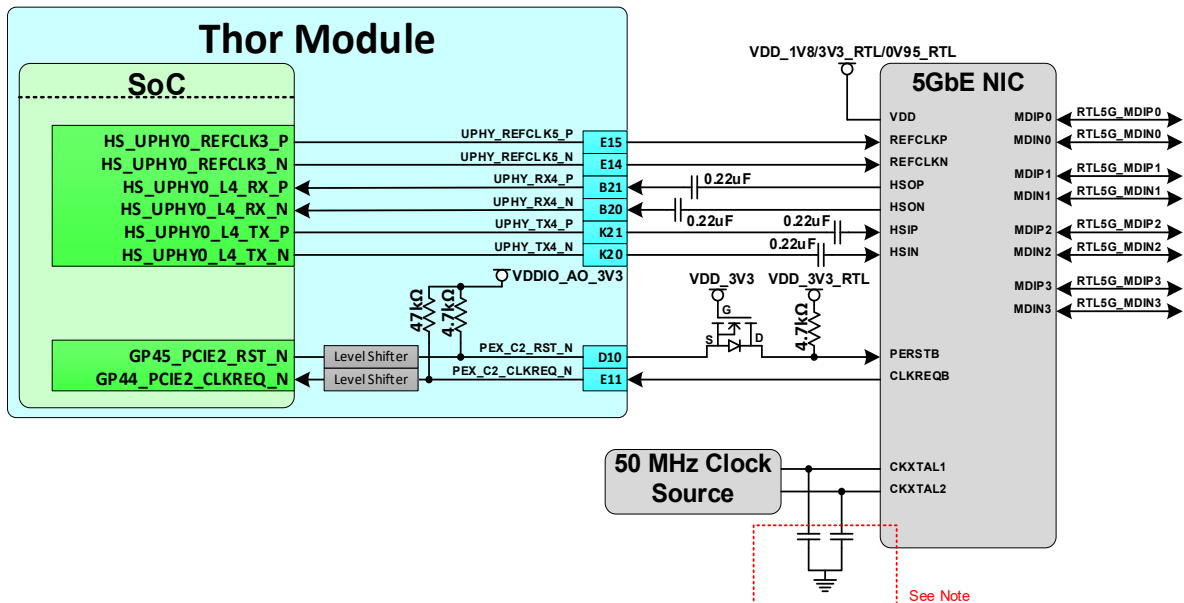 Thor Module
SoC
HS_UPHY0_REFCLK3_P
HS_UPHY0_REFCLK3_N
HS_UPHY0_L4_RX_P
HS_UPHY0_L4_RX_N
HS_UPHY0_L4_TX_P
HS_UPHY0_L4_TX_N
GP45_PCIE2_RST_N
GP44_PCIE2_CLKREQ_N
Level Shifter
Level Shifter
UPHY_REFCLK5_P
UPHY_REFCLK5_N
UPHY_RX4_P
UPHY_RX4_N
UPHY_TX4_P
UPHY_TX4_N
VDDIO_AO_3V3
47kΩ
4.7kΩ
PEX_C2_RST_N
PEX_C2_CLKREQ_N
E15
E14
B21
B20
K21
K20
D10
E11
0.22uF
0.22uF
0.22uF
0.22uF
VDD_3V3
G
S
D
VDD_3V3_RTL
4.7kΩ
VDD_1V8/3V3_RTL/0V95_RTL
5GbE NIC
VDD
REFCLKP
REFCLKN
HSOP
HSON
HSIP
HSIN
PERSTB
CLKREQB
CKXTAL1
CKXTAL2
MDIP0
MDIN0
MDIP1
MDIN1
MDIP2
MDIN2
MDIP3
MDIN3
RTL5G_MDIP0
RTL5G_MDIN0
RTL5G_MDIP1
RTL5G_MDIN1
RTL5G_MDIP2
RTL5G_MDIN2
RTL5G_MDIP3
RTL5G_MDIN3
50 MHz Clock
Source
See Note